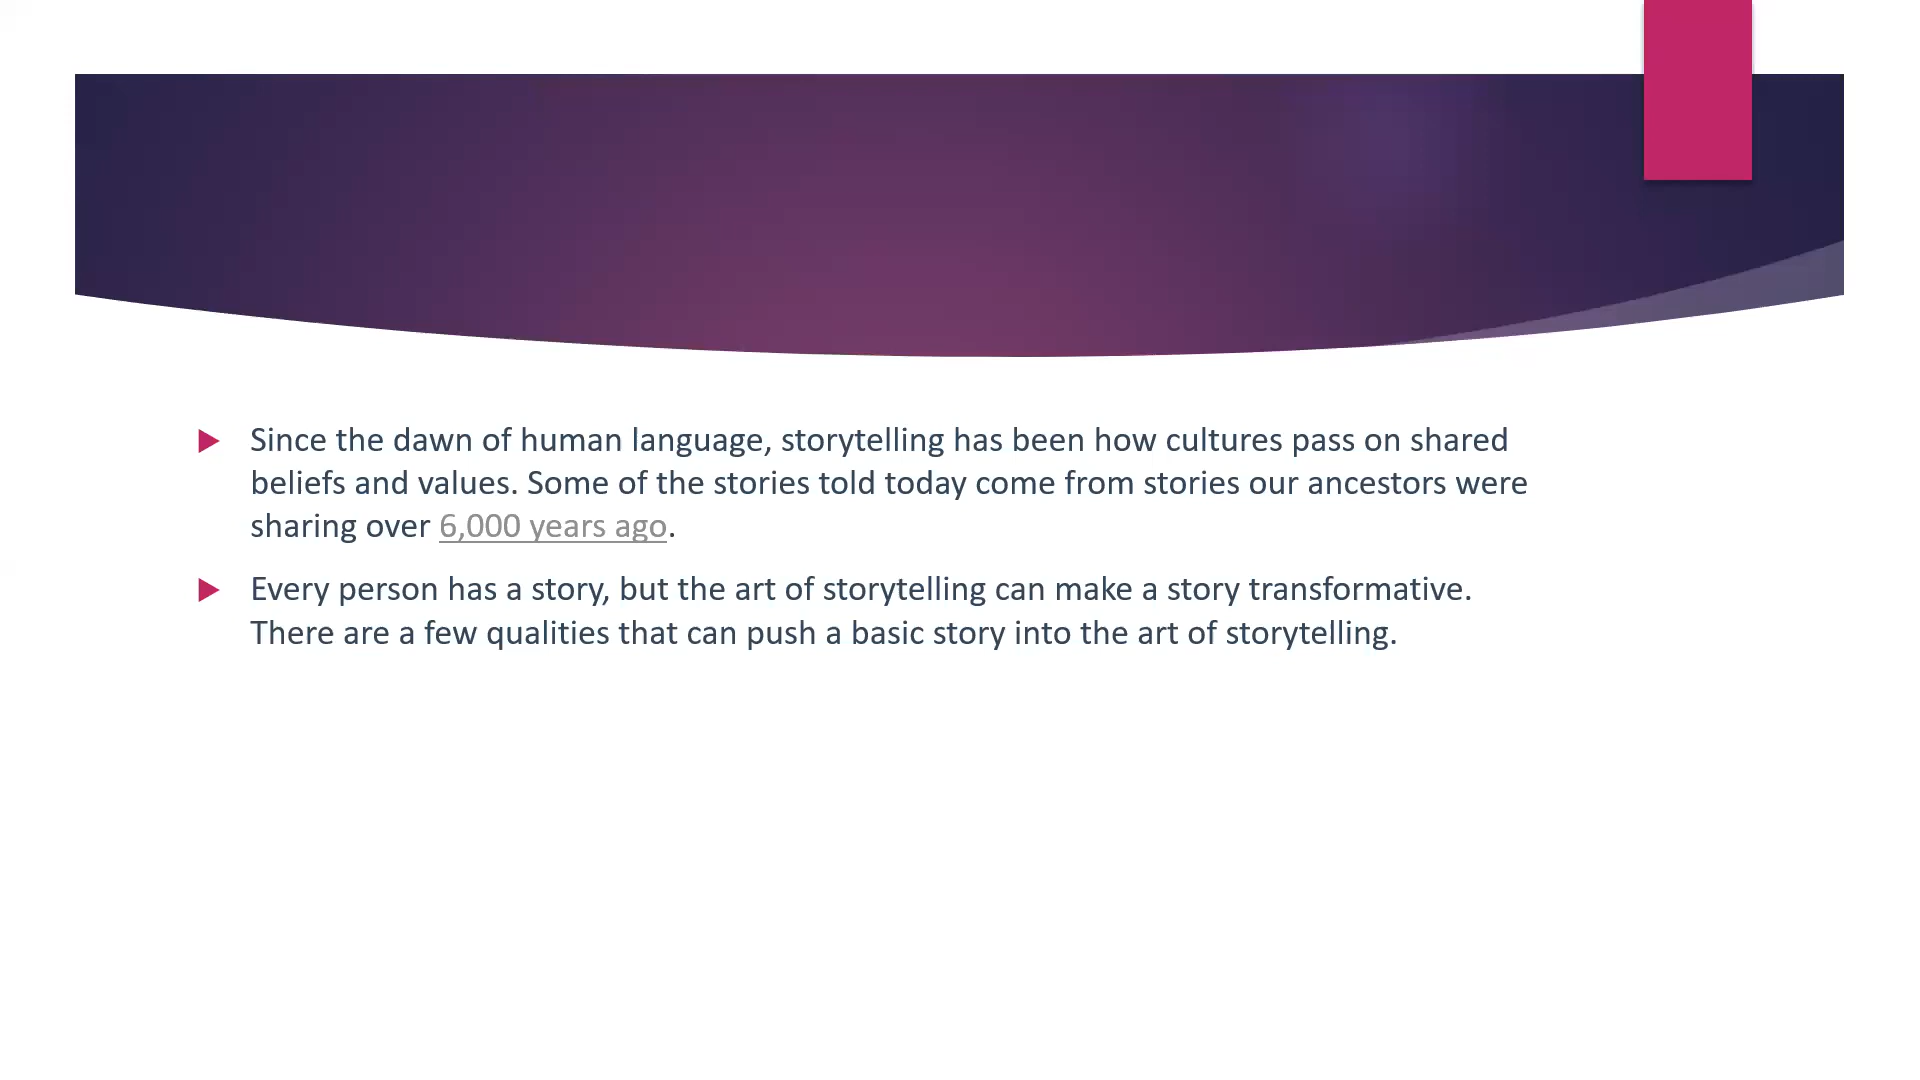 Since the dawn of human language, storytelling has been how cultures pass on shared
beliefs and values. Some of the stories told today come from stories our ancestors were
sharing over 6,000 years ago.
Every person has a story, but the art of storytelling can make a story transformative.
There are a few qualities that can push a basic story into the art of storytelling.